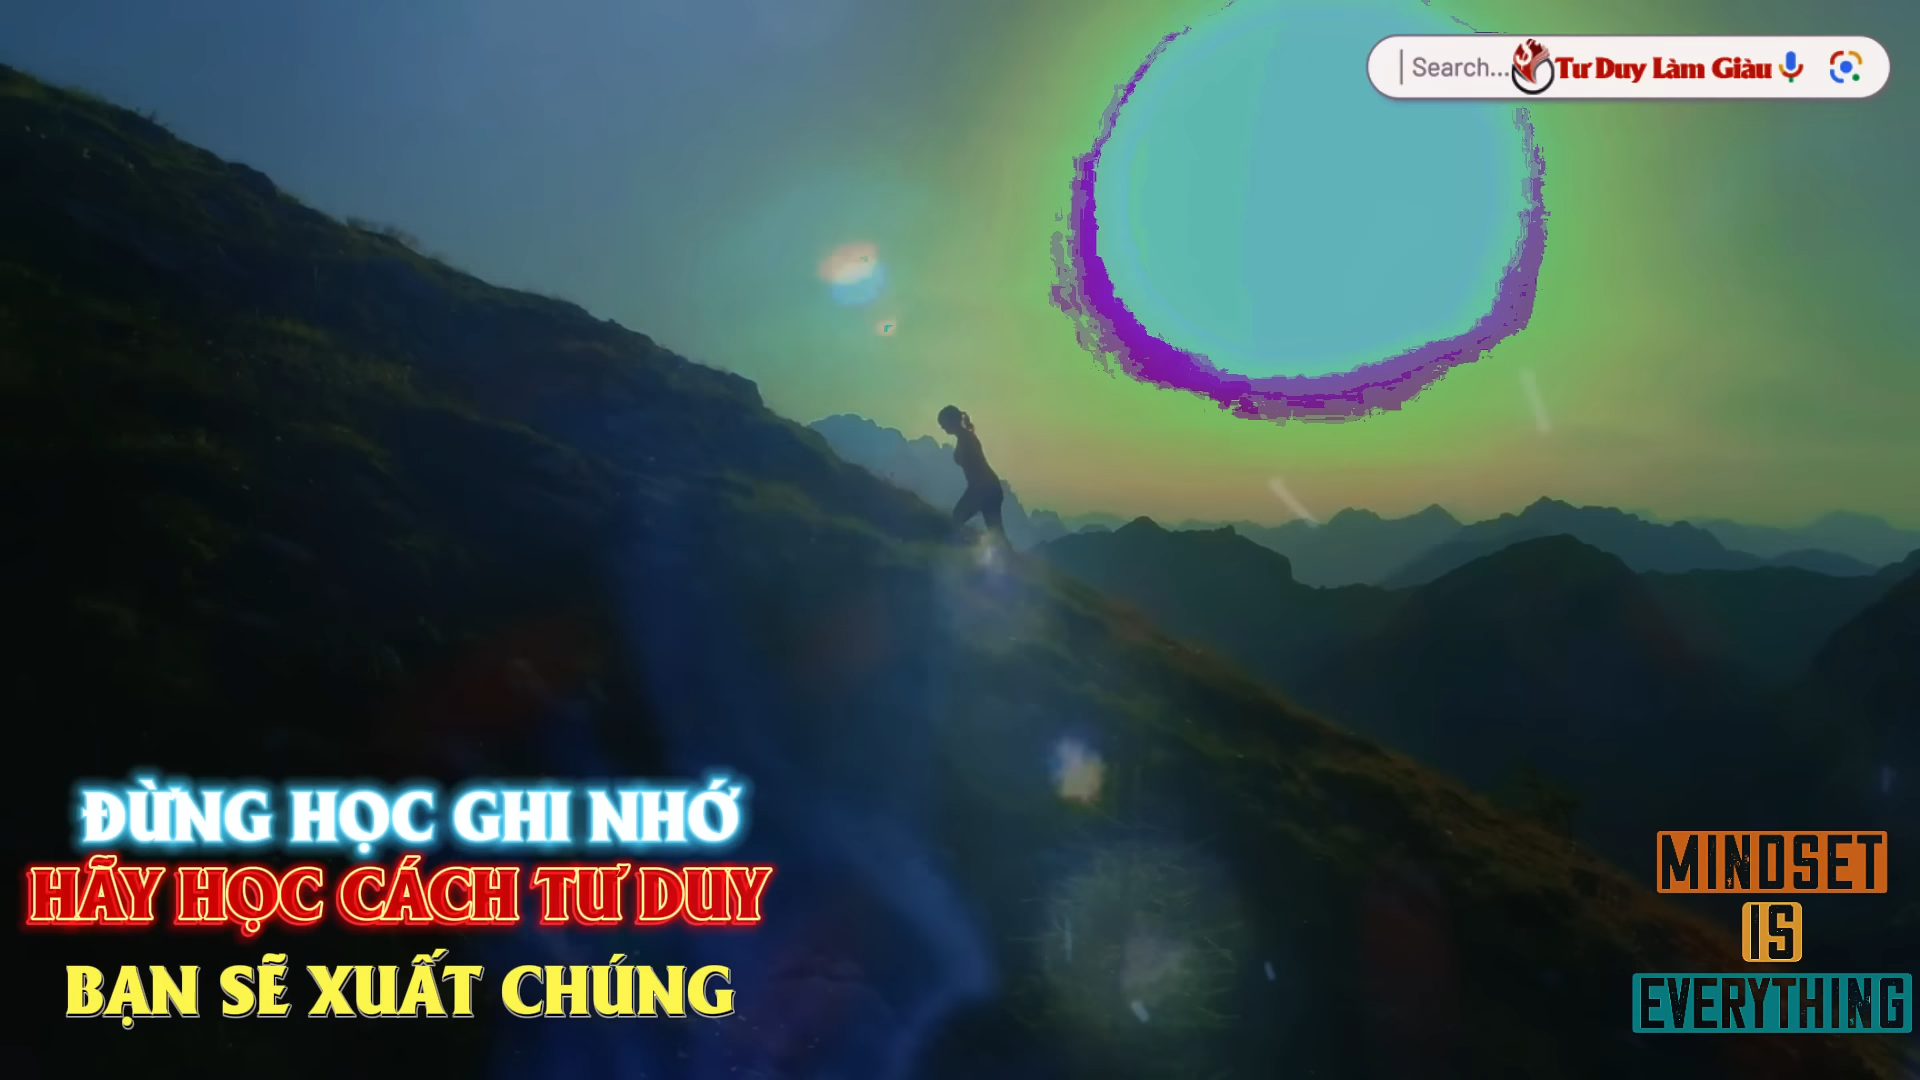 Search... Tư Duy Làm Giàu
ĐỪNG HỌC GHI NHỚ
HÃY HỌC CÁCH TƯ DUY
BẠN SẼ XUẤT CHÚNG
MINDSET
IS
EVERYTHING